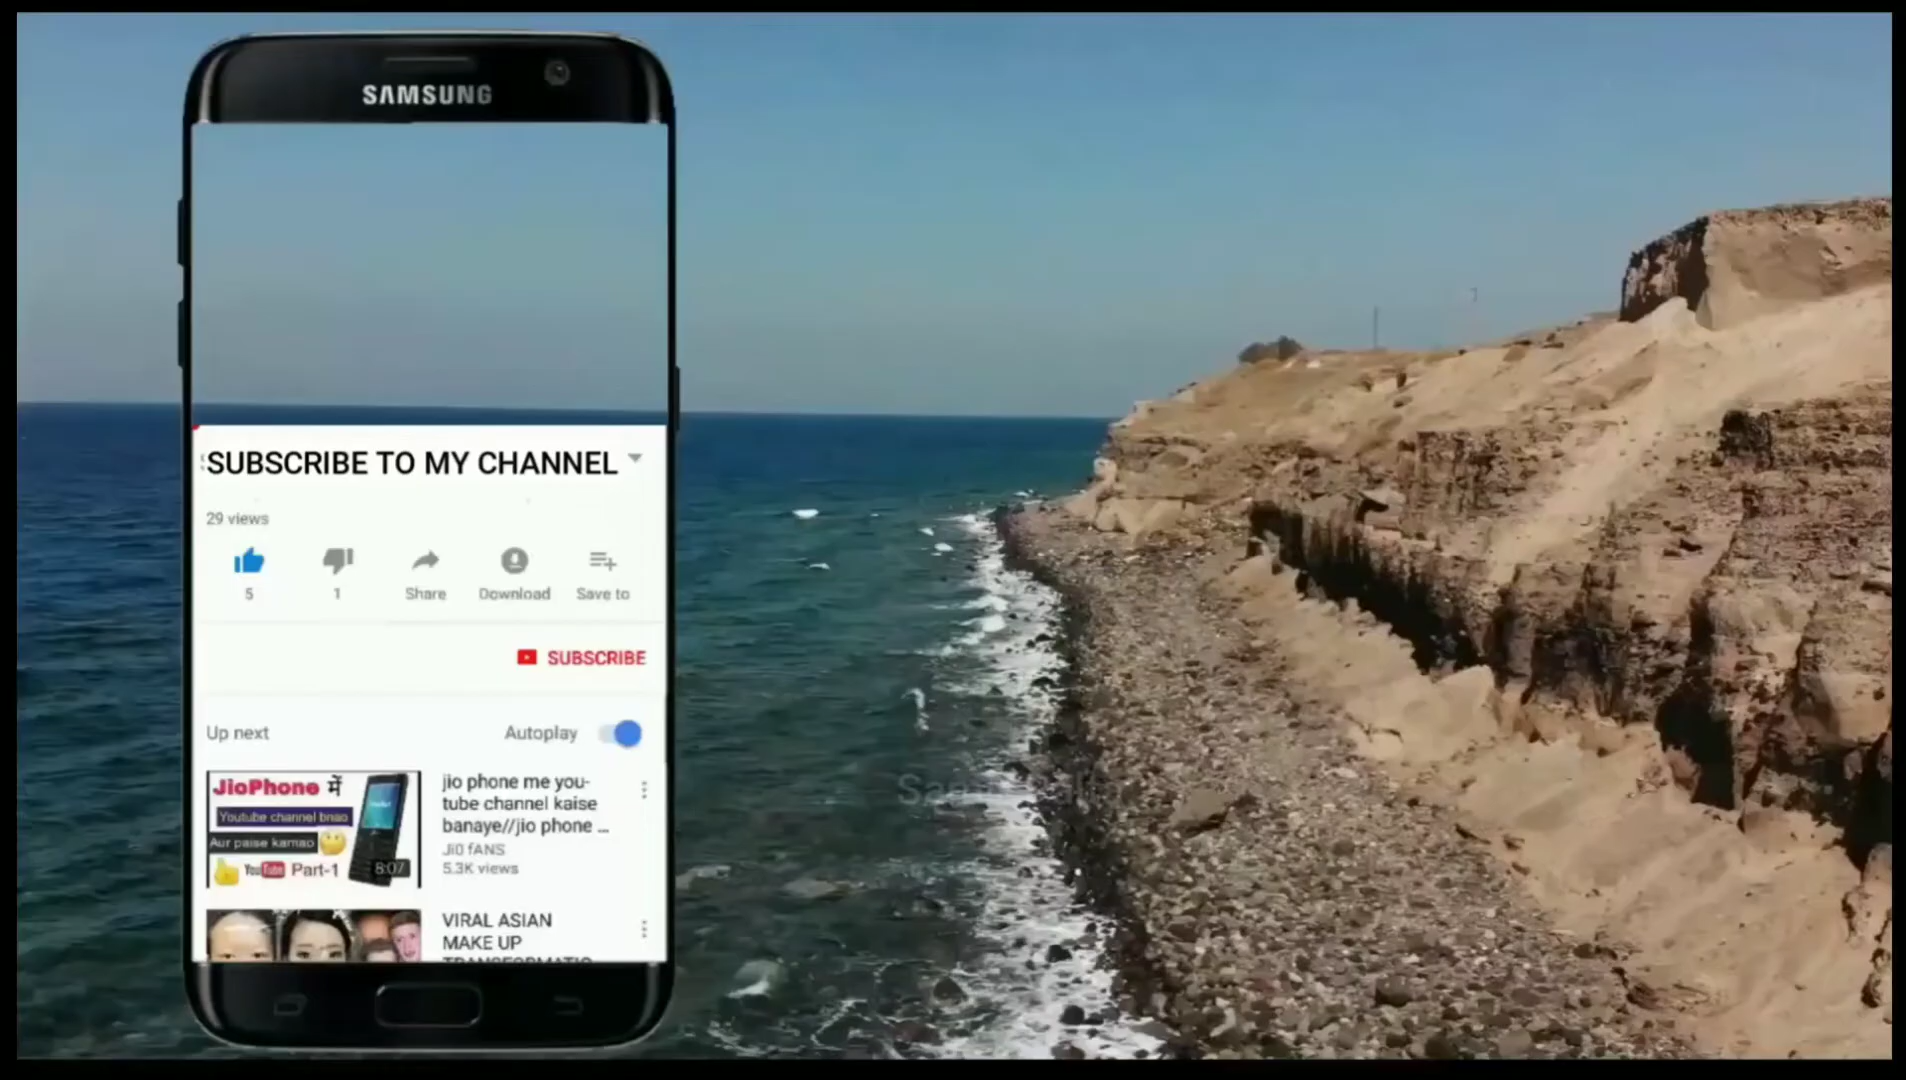 SAMSUNG
SUBSCRIBE TO MY CHANNEL
29 views
5
1
Share
Download
Save to
SUBSCRIBE
Up next
Autoplay
JioPhone में
Youtube channel bnao
Aur paise kamao
YouTube Part-1
8:07
jio phone me you-
tube channel kaise
banaye//jio phone ...
Ji0 fANS
5.3K views
VIRAL ASIAN
MAKE UP